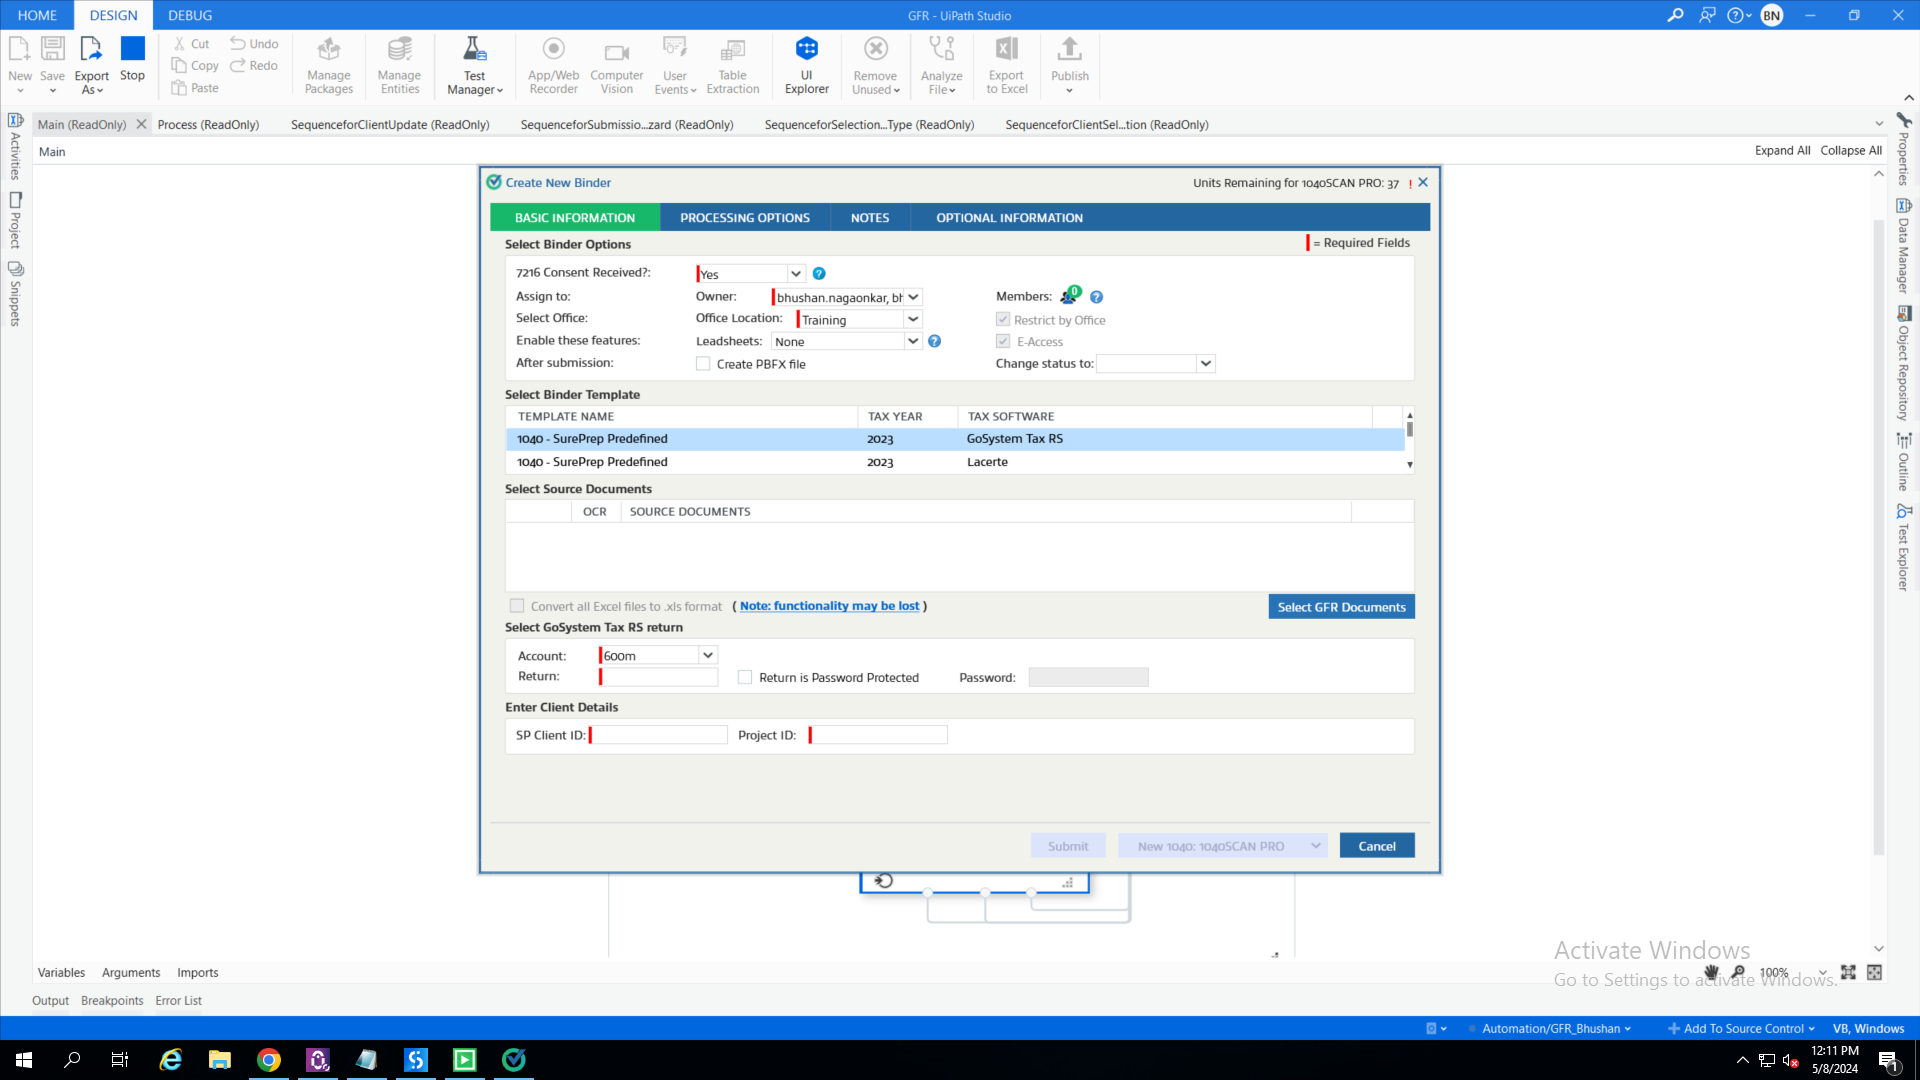 HOME DESIGN DEBUG GFR - UiPath Studio BN
New Save Export As Stop Cut Copy Paste Undo Redo Manage Packages Manage Entities Test Manager App/Web Recorder Computer Vision User Events Table Extraction UI Explorer Remove Unused Analyze File Export to Excel Publish
Main (ReadOnly) Process (ReadOnly) SequenceforClientUpdate (ReadOnly) SequenceforSubmissio...zard (ReadOnly) SequenceforSelection...Type (ReadOnly) SequenceforClientSel...tion (ReadOnly)
Main Expand All Collapse All
Activities
Project
Snippets
Properties
Data Manager
Object Repository
Outline
Test Explorer
Create New Binder Units Remaining for 1040SCAN PRO: 37 !
BASIC INFORMATION PROCESSING OPTIONS NOTES OPTIONAL INFORMATION
Select Binder Options = Required Fields
7216 Consent Received?: Yes ?
Assign to: Owner: bhushan.nagaonkar, bh Members: 0 ?
Select Office: Office Location: Training Restrict by Office
Enable these features: Leadsheets: None ? E-Access
After submission: Create PBFX file Change status to:
Select Binder Template
TEMPLATE NAME TAX YEAR TAX SOFTWARE
1040 - SurePrep Predefined 2023 GoSystem Tax RS
1040 - SurePrep Predefined 2023 Lacerte
Select Source Documents
OCR SOURCE DOCUMENTS
Convert all Excel files to .xls format ( Note: functionality may be lost ) Select GFR Documents
Select GoSystem Tax RS return
Account: 600m
Return: Return is Password Protected Password:
Enter Client Details
SP Client ID: Project ID:
Submit New 1040: 1040SCAN PRO Cancel
Activate Windows
Go to Settings to activate Windows.
Variables Arguments Imports 100%
Output Breakpoints Error List
Automation/GFR_Bhushan Add To Source Control VB, Windows
12:11 PM
5/8/2024
1